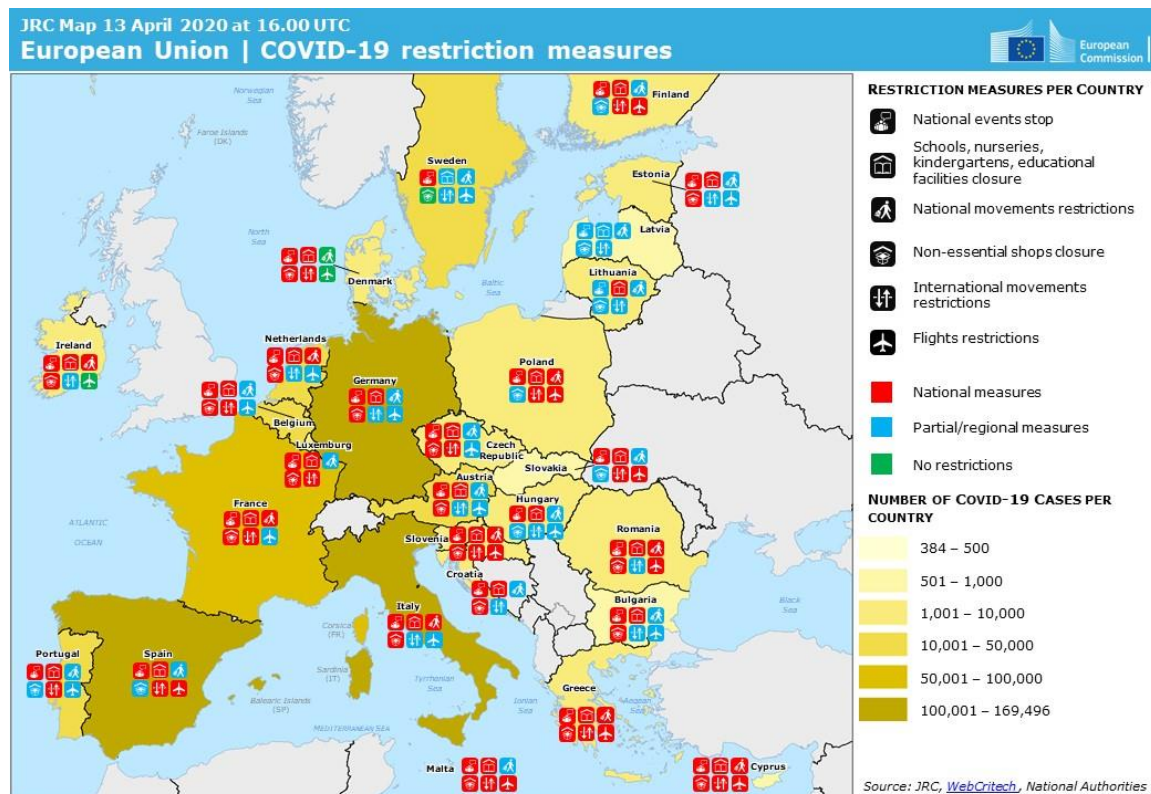 JRC Map 13 April 2020 at 16.00 UTC
European Union | COVID-19 restriction measures
European
Commission
Norwegian
Sea
Faroe Islands
(DK)
Finland
Sweden
Estonia
North
Sea
Latvia
Denmark
Baltic
Sea
Lithuania
Ireland
Netherlands
Germany
Poland
Belgium
Luxemburg
Czech
Republic
Slovakia
France
Austria
Hungary
ATLANTIC
OCEAN
Slovenia
Romania
Croatia
Italy
Bulgaria
Black
Sea
Corsica
(FR)
Portugal
Spain
Sardinia
(IT)
Tyrrhenian
Sea
Balearic Islands
(SP)
Ionian
Sea
Greece
Aegean
Sea
MEDITERRANEAN SEA
Malta
Cyprus
RESTRICTION MEASURES PER COUNTRY
National events stop
Schools, nurseries,
kindergartens, educational
facilities closure
National movements restrictions
Non-essential shops closure
International movements
restrictions
Flights restrictions
National measures
Partial/regional measures
No restrictions
NUMBER OF COVID-19 CASES PER
COUNTRY
384 – 500
501 – 1,000
1,001 – 10,000
10,001 – 50,000
50,001 – 100,000
100,001 – 169,496
Source: JRC, WebCritech, National Authorities